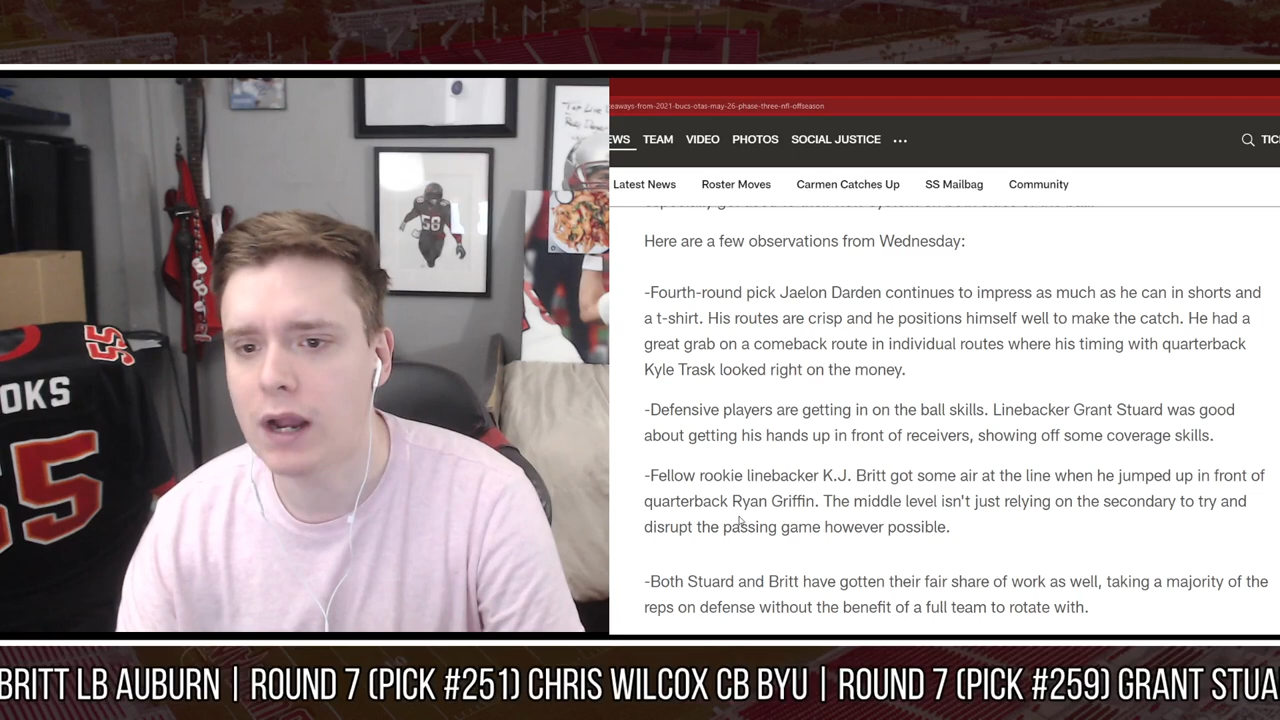 eaways-from-2021-bucs-otas-may-26-phase-three-nfl-offseason
EWS TEAM VIDEO PHOTOS SOCIAL JUSTICE ... TIC
Latest News Roster Moves Carmen Catches Up SS Mailbag Community
Here are a few observations from Wednesday:
-Fourth-round pick Jaelon Darden continues to impress as much as he can in shorts and
a t-shirt. His routes are crisp and he positions himself well to make the catch. He had a
great grab on a comeback route in individual routes where his timing with quarterback
Kyle Trask looked right on the money.
-Defensive players are getting in on the ball skills. Linebacker Grant Stuard was good
about getting his hands up in front of receivers, showing off some coverage skills.
-Fellow rookie linebacker K.J. Britt got some air at the line when he jumped up in front of
quarterback Ryan Griffin. The middle level isn't just relying on the secondary to try and
disrupt the passing game however possible.
-Both Stuard and Britt have gotten their fair share of work as well, taking a majority of the
reps on defense without the benefit of a full team to rotate with.
58
55
OKS
55
BRITT LB AUBURN | ROUND 7 (PICK #251) CHRIS WILCOX CB BYU | ROUND 7 (PICK #259) GRANT STUA